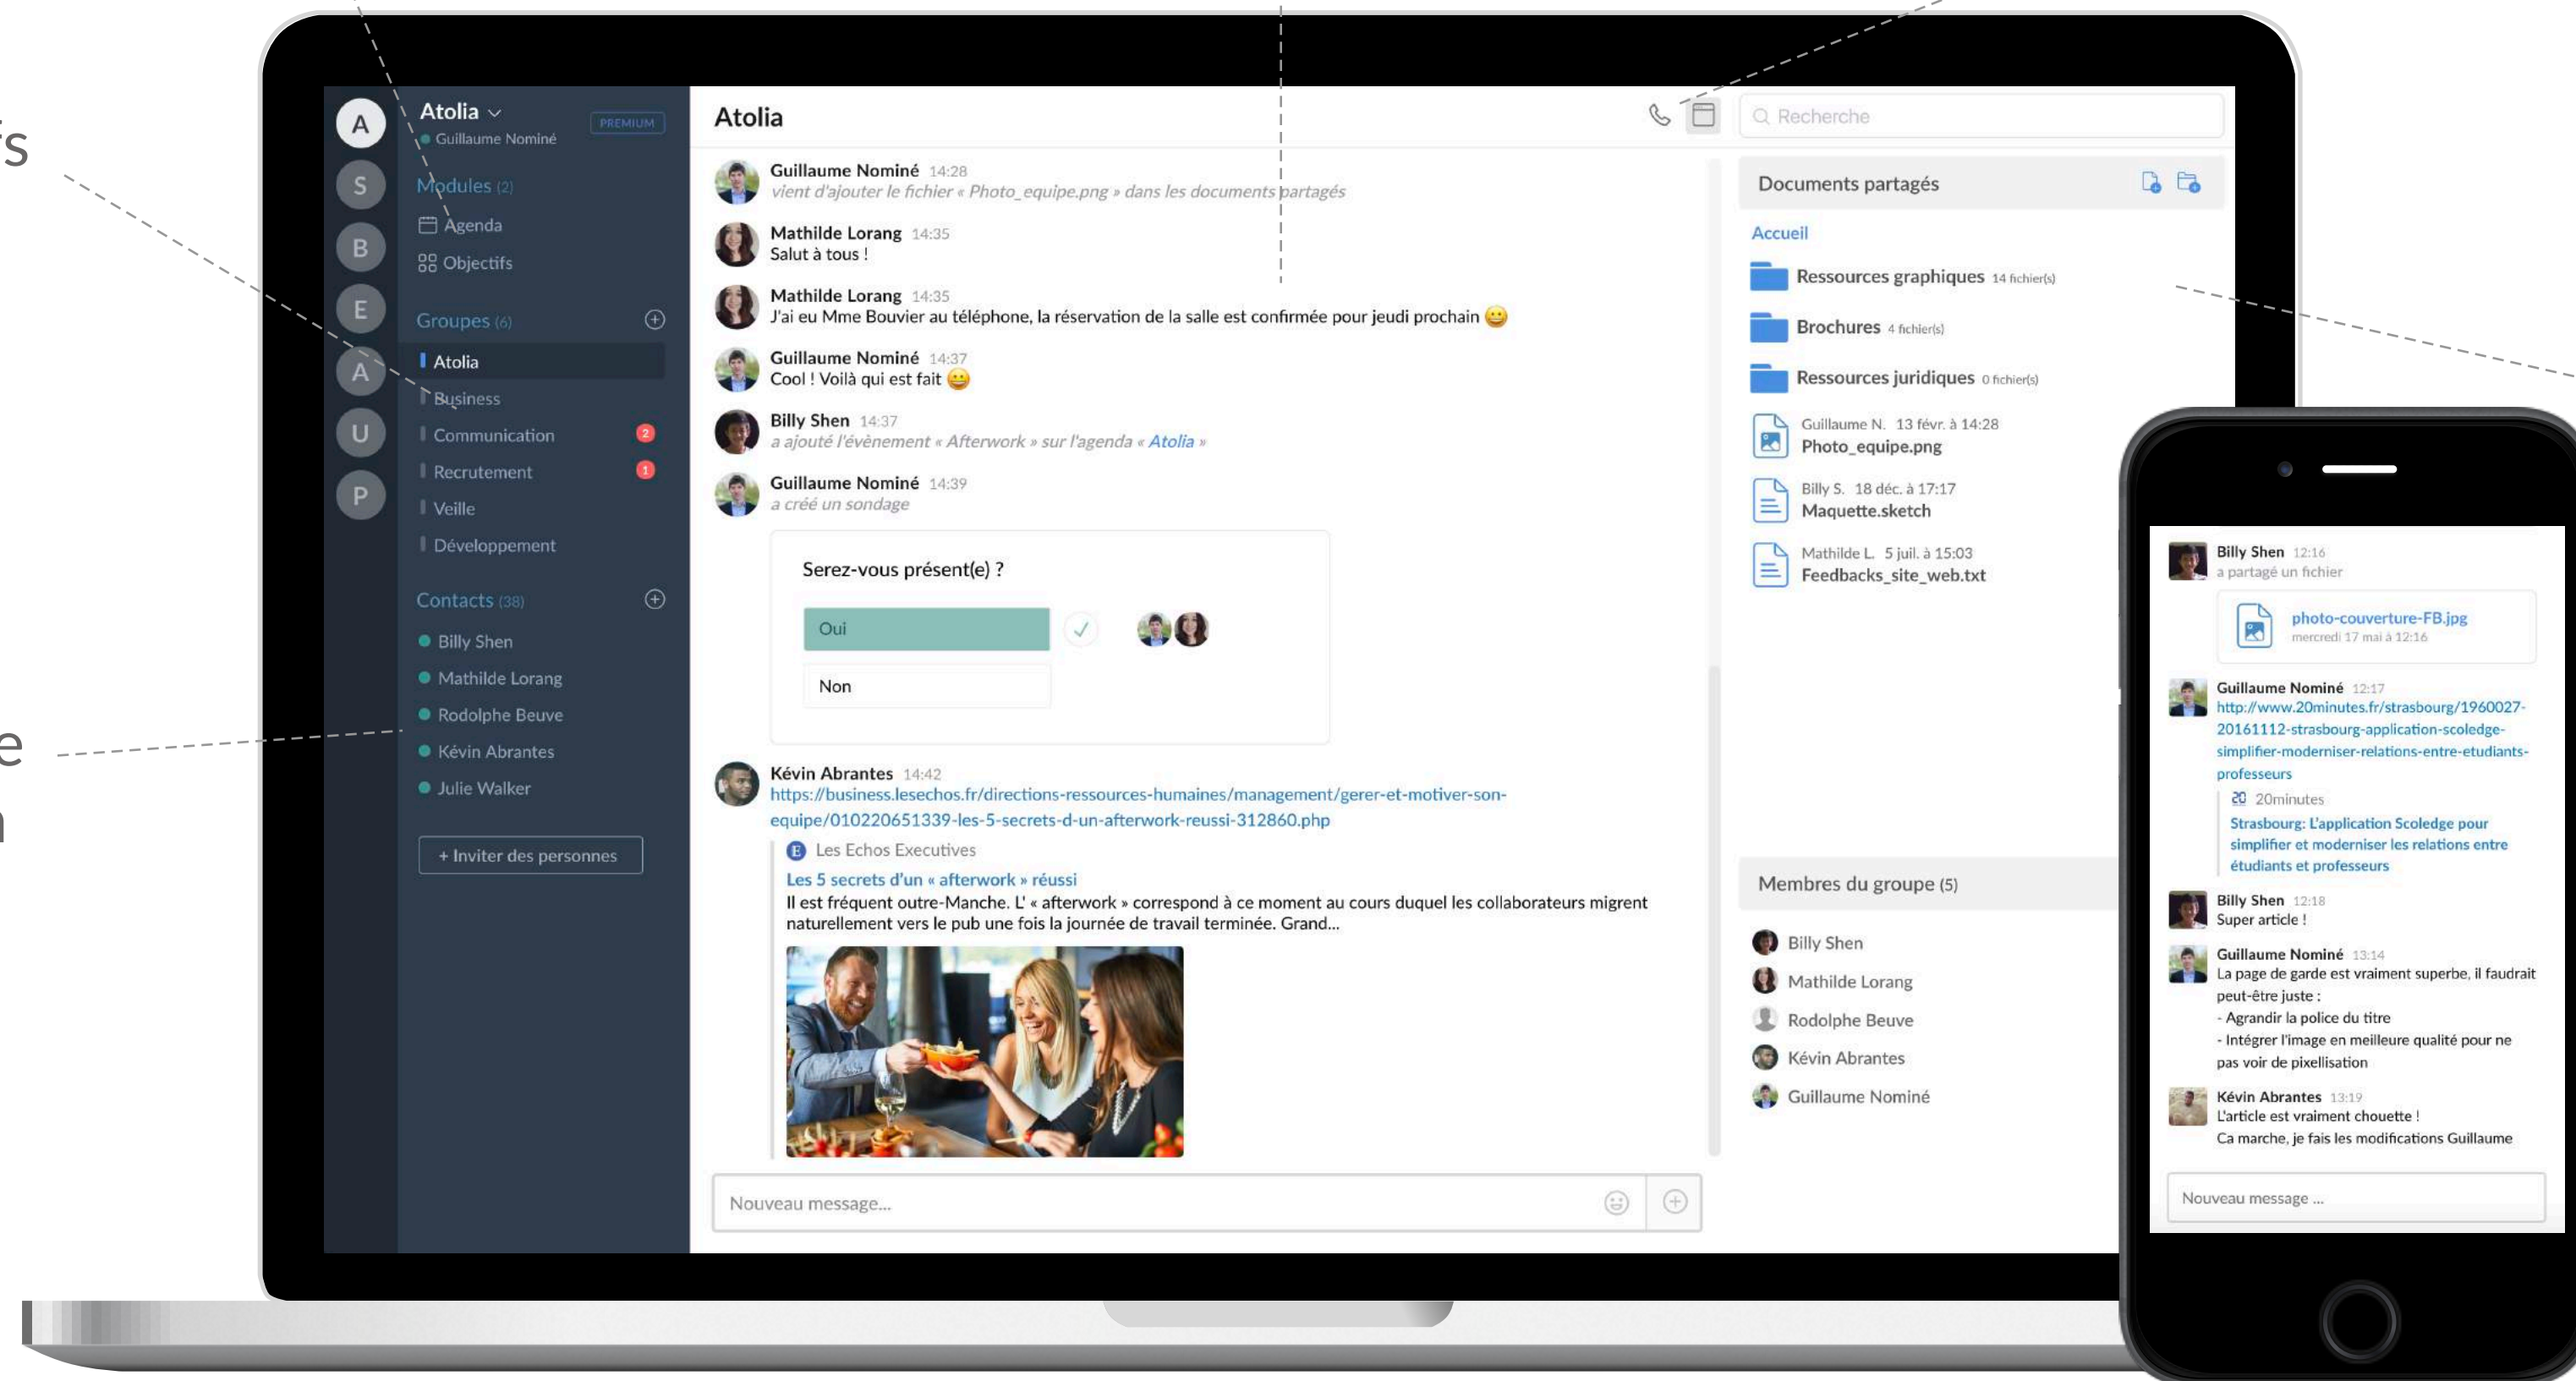 fs
e
A
S
B
E
A
U
P
Atolia
Guillaume Nominé
PREMIUM
Modules (2)
Agenda
Objectifs
Groupes (6)
Atolia
Business
Communication 2
Recrutement 1
Veille
Développement
Contacts (38)
Billy Shen
Mathilde Lorang
Rodolphe Beuve
Kévin Abrantes
Julie Walker
+ Inviter des personnes
Atolia
Guillaume Nominé 14:28
vient d'ajouter le fichier « Photo_equipe.png » dans les documents partagés
Mathilde Lorang 14:35
Salut à tous !
Mathilde Lorang 14:35
J'ai eu Mme Bouvier au téléphone, la réservation de la salle est confirmée pour jeudi prochain 😀
Guillaume Nominé 14:37
Cool ! Voilà qui est fait 😀
Billy Shen 14:37
a ajouté l'évènement « Afterwork » sur l'agenda « Atolia »
Guillaume Nominé 14:39
a créé un sondage
Serez-vous présent(e) ?
Oui
Non
Kévin Abrantes 14:42
https://business.lesechos.fr/directions-ressources-humaines/management/gerer-et-motiver-son-
equipe/010220651339-les-5-secrets-d-un-afterwork-reussi-312860.php
E Les Echos Executives
Les 5 secrets d'un « afterwork » réussi
Il est fréquent outre-Manche. L' « afterwork » correspond à ce moment au cours duquel les collaborateurs migrent
naturellement vers le pub une fois la journée de travail terminée. Grand...
Nouveau message...
Recherche
Documents partagés
Accueil
Ressources graphiques 14 fichier(s)
Brochures 4 fichier(s)
Ressources juridiques 0 fichier(s)
Guillaume N. 13 févr. à 14:28
Photo_equipe.png
Billy S. 18 déc. à 17:17
Maquette.sketch
Mathilde L. 5 juil. à 15:03
Feedbacks_site_web.txt
Membres du groupe (5)
Billy Shen
Mathilde Lorang
Rodolphe Beuve
Kévin Abrantes
Guillaume Nominé
Billy Shen 12:16
a partagé un fichier
photo-couverture-FB.jpg
mercredi 17 mai à 12:16
Guillaume Nominé 12:17
http://www.20minutes.fr/strasbourg/1960027-
20161112-strasbourg-application-scoledge-
simplifier-moderniser-relations-entre-etudiants-
professeurs
20 20minutes
Strasbourg: L'application Scoledge pour
simplifier et moderniser les relations entre
étudiants et professeurs
Billy Shen 12:18
Super article !
Guillaume Nominé 13:14
La page de garde est vraiment superbe, il faudrait
peut-être juste :
- Agrandir la police du titre
- Intégrer l'image en meilleure qualité pour ne
pas voir de pixellisation
Kévin Abrantes 13:19
L'article est vraiment chouette !
Ca marche, je fais les modifications Guillaume
Nouveau message ...